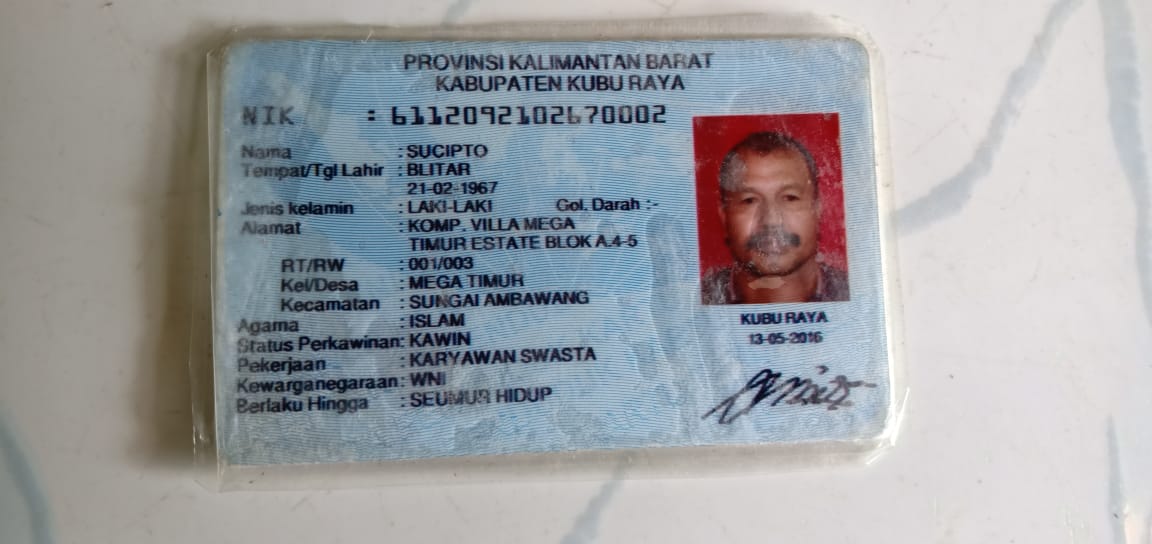 PROVINSI KALIMANTAN BARAT
KABUPATEN KUBU RAYA
NIK : 6112092102670002
Nama : SUCIPTO
Tempat/Tgl Lahir : BLITAR
21-02-1967
Jenis kelamin : LAKI-LAKI Gol. Darah :-
Alamat : KOMP. VILLA MEGA
TIMUR ESTATE BLOK A.4-5
RT/RW : 001/003
Kel/Desa : MEGA TIMUR
Kecamatan : SUNGAI AMBAWANG
Agama : ISLAM
Status Perkawinan: KAWIN
Pekerjaan : KARYAWAN SWASTA
Kewarganegaraan: WNI
Berlaku Hingga : SEUMUR HIDUP
KUBU RAYA
13-05-2016